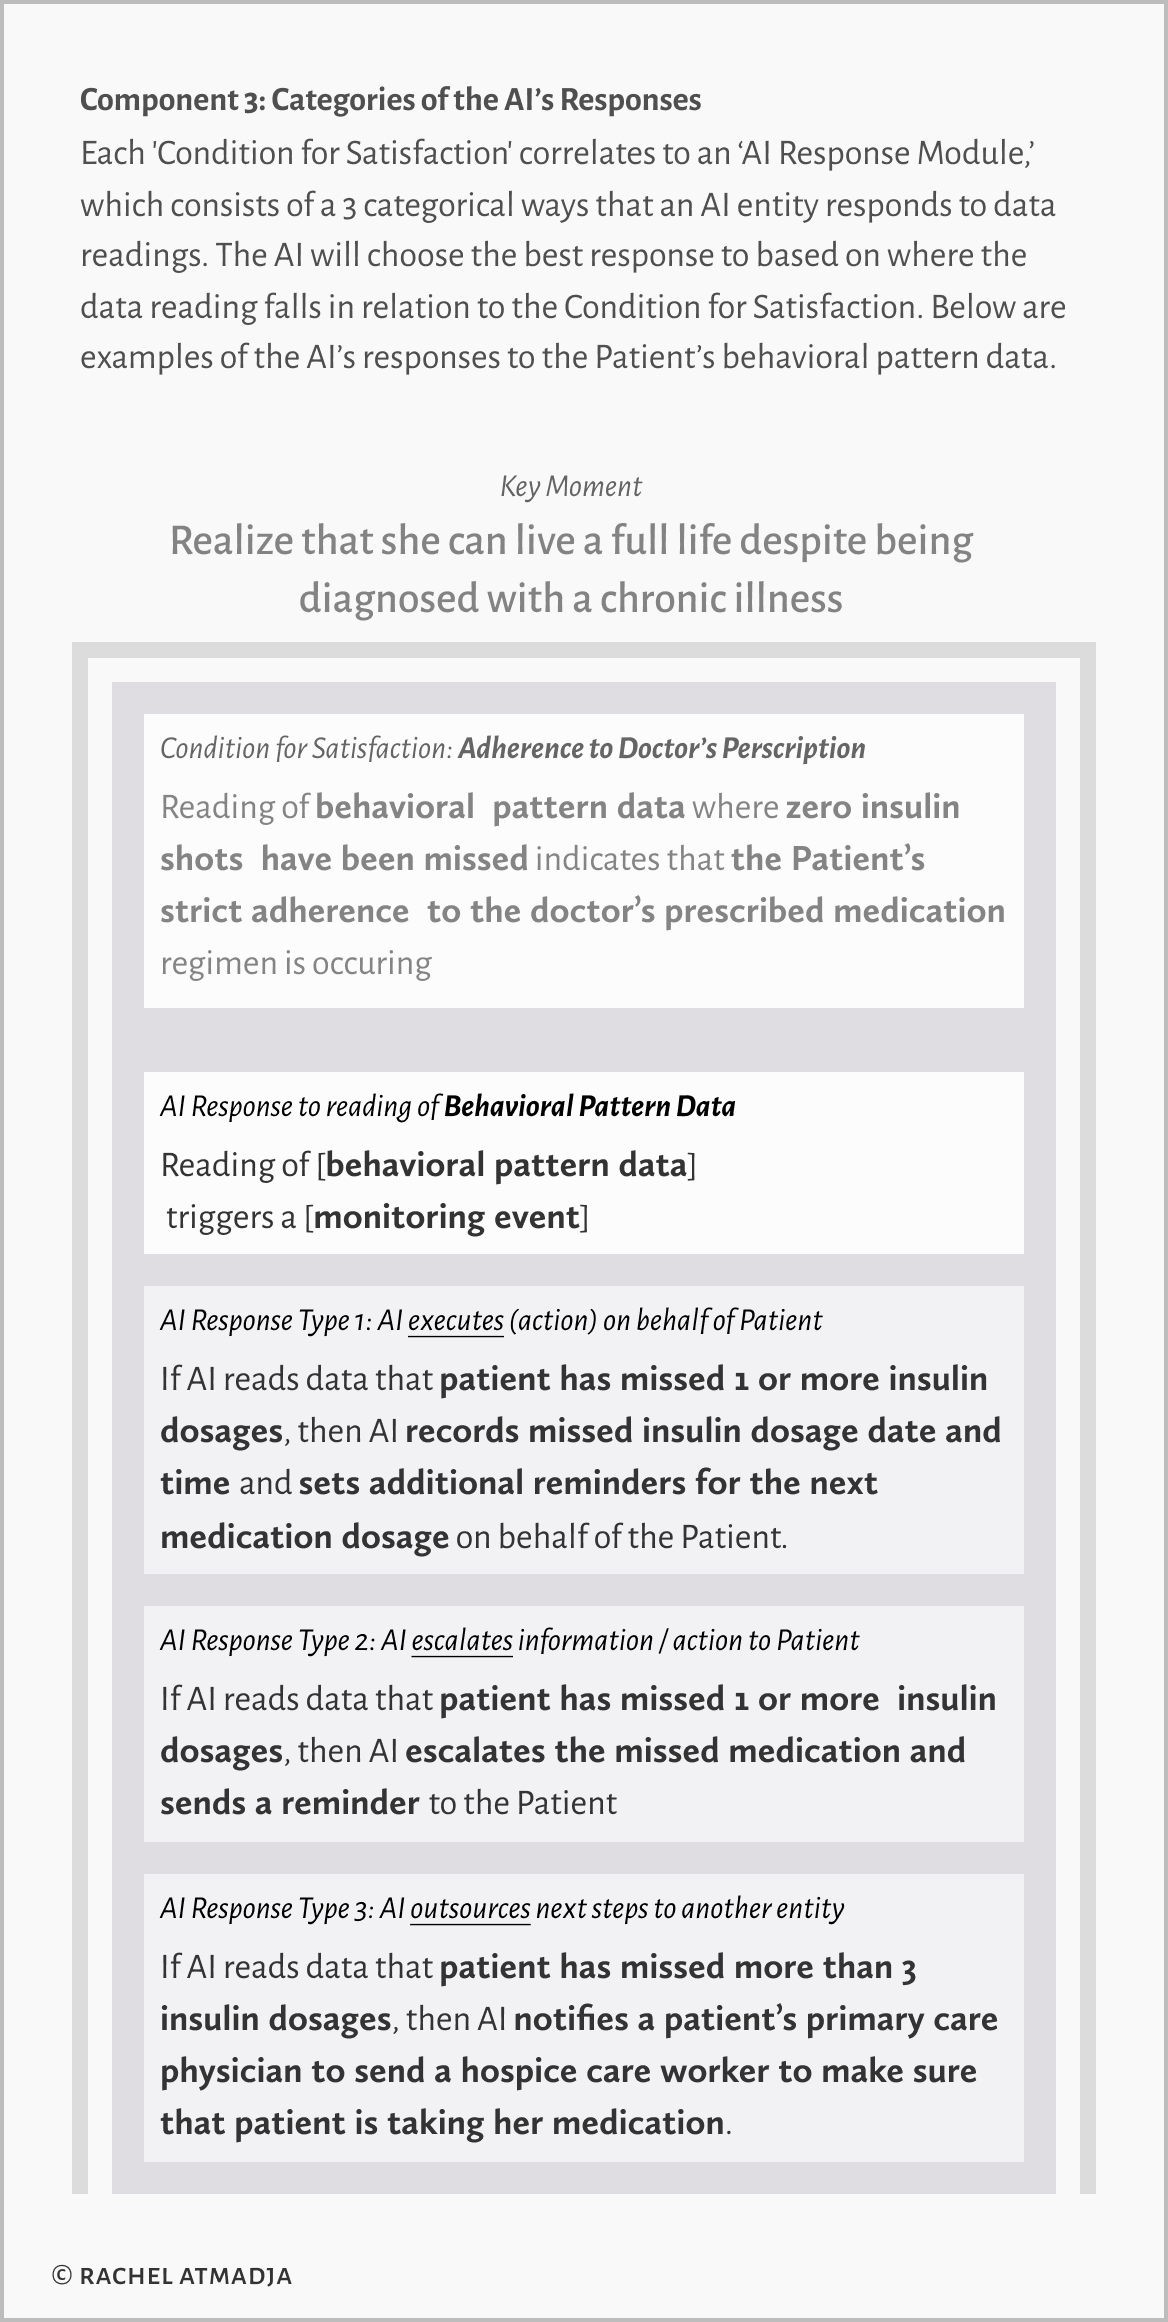 Component 3: Categories of the AI’s Responses
Each 'Condition for Satisfaction' correlates to an ‘AI Response Module,’
which consists of a 3 categorical ways that an AI entity responds to data
readings. The AI will choose the best response to based on where the
data reading falls in relation to the Condition for Satisfaction. Below are
examples of the AI’s responses to the Patient’s behavioral pattern data.
Key Moment
Realize that she can live a full life despite being
diagnosed with a chronic illness
Condition for Satisfaction: Adherence to Doctor’s Perscription
Reading of behavioral pattern data where zero insulin
shots have been missed indicates that the Patient’s
strict adherence to the doctor’s prescribed medication
regimen is occuring
AI Response to reading of Behavioral Pattern Data
Reading of [behavioral pattern data]
triggers a [monitoring event]
AI Response Type 1: AI executes (action) on behalf of Patient
If AI reads data that patient has missed 1 or more insulin
dosages, then AI records missed insulin dosage date and
time and sets additional reminders for the next
medication dosage on behalf of the Patient.
AI Response Type 2: AI escalates information / action to Patient
If AI reads data that patient has missed 1 or more insulin
dosages, then AI escalates the missed medication and
sends a reminder to the Patient
AI Response Type 3: AI outsources next steps to another entity
If AI reads data that patient has missed more than 3
insulin dosages, then AI notifies a patient’s primary care
physician to send a hospice care worker to make sure
that patient is taking her medication.
© RACHEL ATMADJA